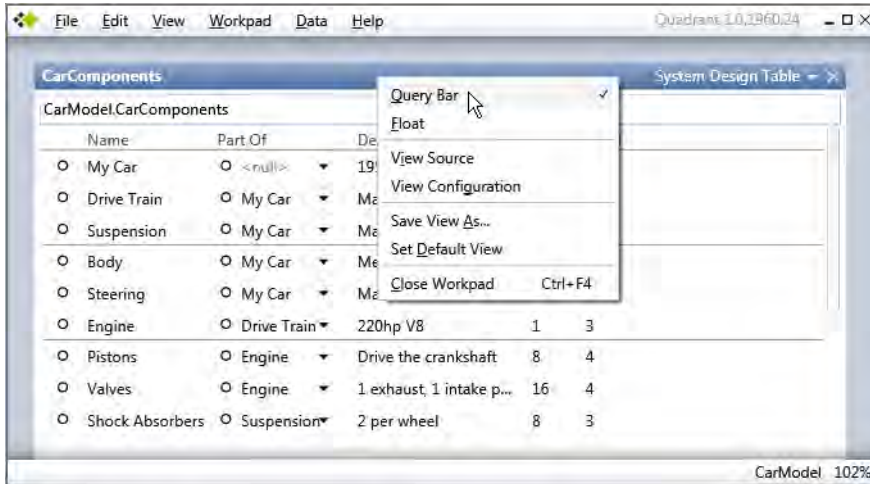 File Edit View Workpad Data Help Quadrant 1.0.1960.24
CarComponents System Design Table
CarModel.CarComponents
Name Part Of De
My Car <null> 19
Drive Train My Car Ma
Suspension My Car Ma
Body My Car Me
Steering My Car Ma
Engine Drive Train 220hp V8 1 3
Pistons Engine Drive the crankshaft 8 4
Valves Engine 1 exhaust, 1 intake p... 16 4
Shock Absorbers Suspension 2 per wheel 8 3
Query Bar
Float
View Source
View Configuration
Save View As...
Set Default View
Close Workpad Ctrl+F4
CarModel 102%